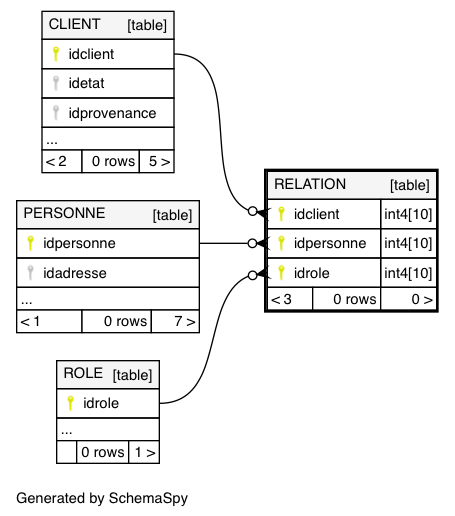 CLIENT [table]
idclient
idetat
idprovenance
...
< 2 0 rows 5 >
RELATION [table]
idclient int4[10]
idpersonne int4[10]
idrole int4[10]
< 3 0 rows 0 >
PERSONNE [table]
idpersonne
idadresse
...
< 1 0 rows 7 >
ROLE [table]
idrole
...
0 rows 1 >
Generated by SchemaSpy